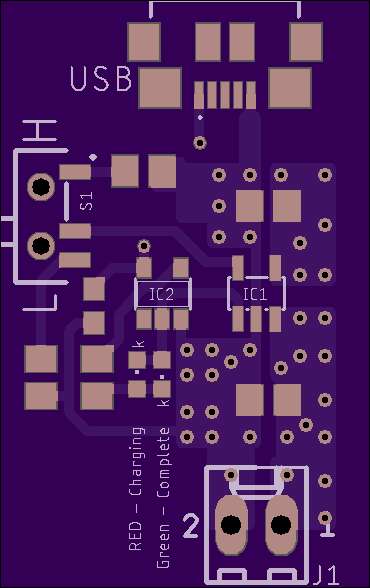 USB
H
S1
L
IC2
IC1
k
k
RED - Charging
Green - Complete
2
1
J1